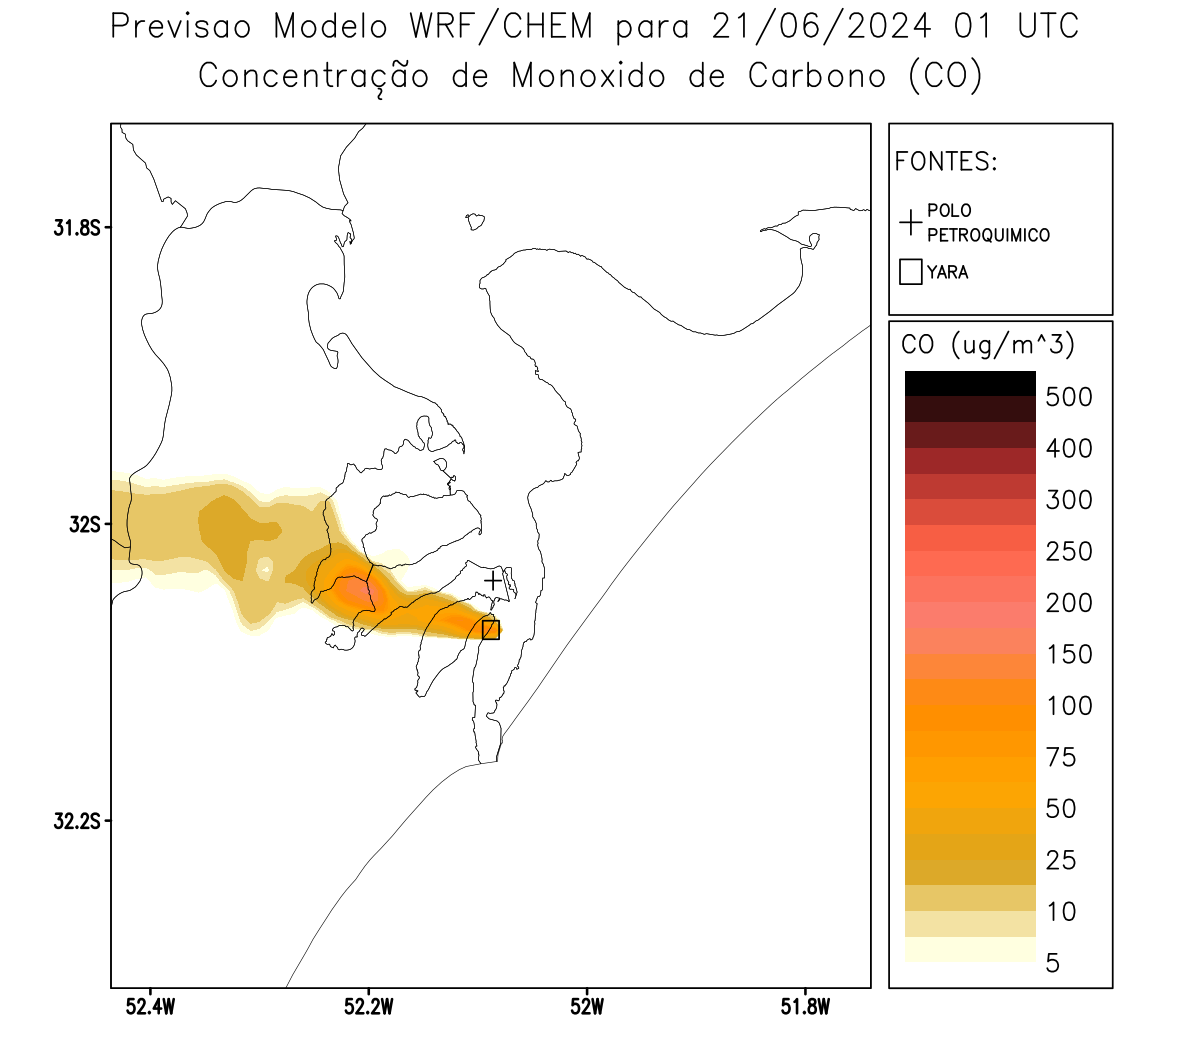 Previsao Modelo WRF/CHEM para 21/06/2024 01 UTC
Concentração de Monoxido de Carbono (CO)
FONTES:
POLO
PETROQUIMICO
YARA
CO (ug/m^3)
500
400
300
250
200
150
100
75
50
25
10
5
31.8S
32S
32.2S
52.4W
52.2W
52W
51.8W